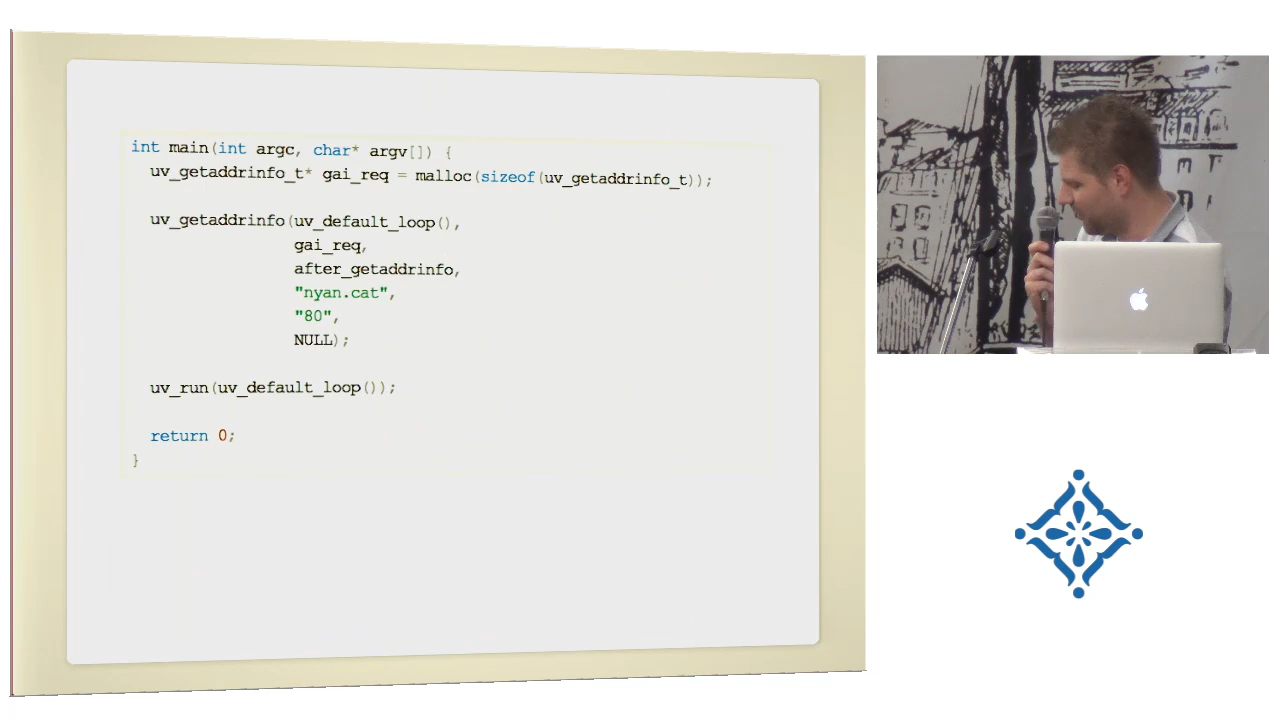 int main(int argc, char* argv[]) {
uv_getaddrinfo_t* gai_req = malloc(sizeof(uv_getaddrinfo_t));
uv_getaddrinfo(uv_default_loop(),
gai_req,
after_getaddrinfo,
"nyan.cat",
"80",
NULL);
uv_run(uv_default_loop());
return 0;
}